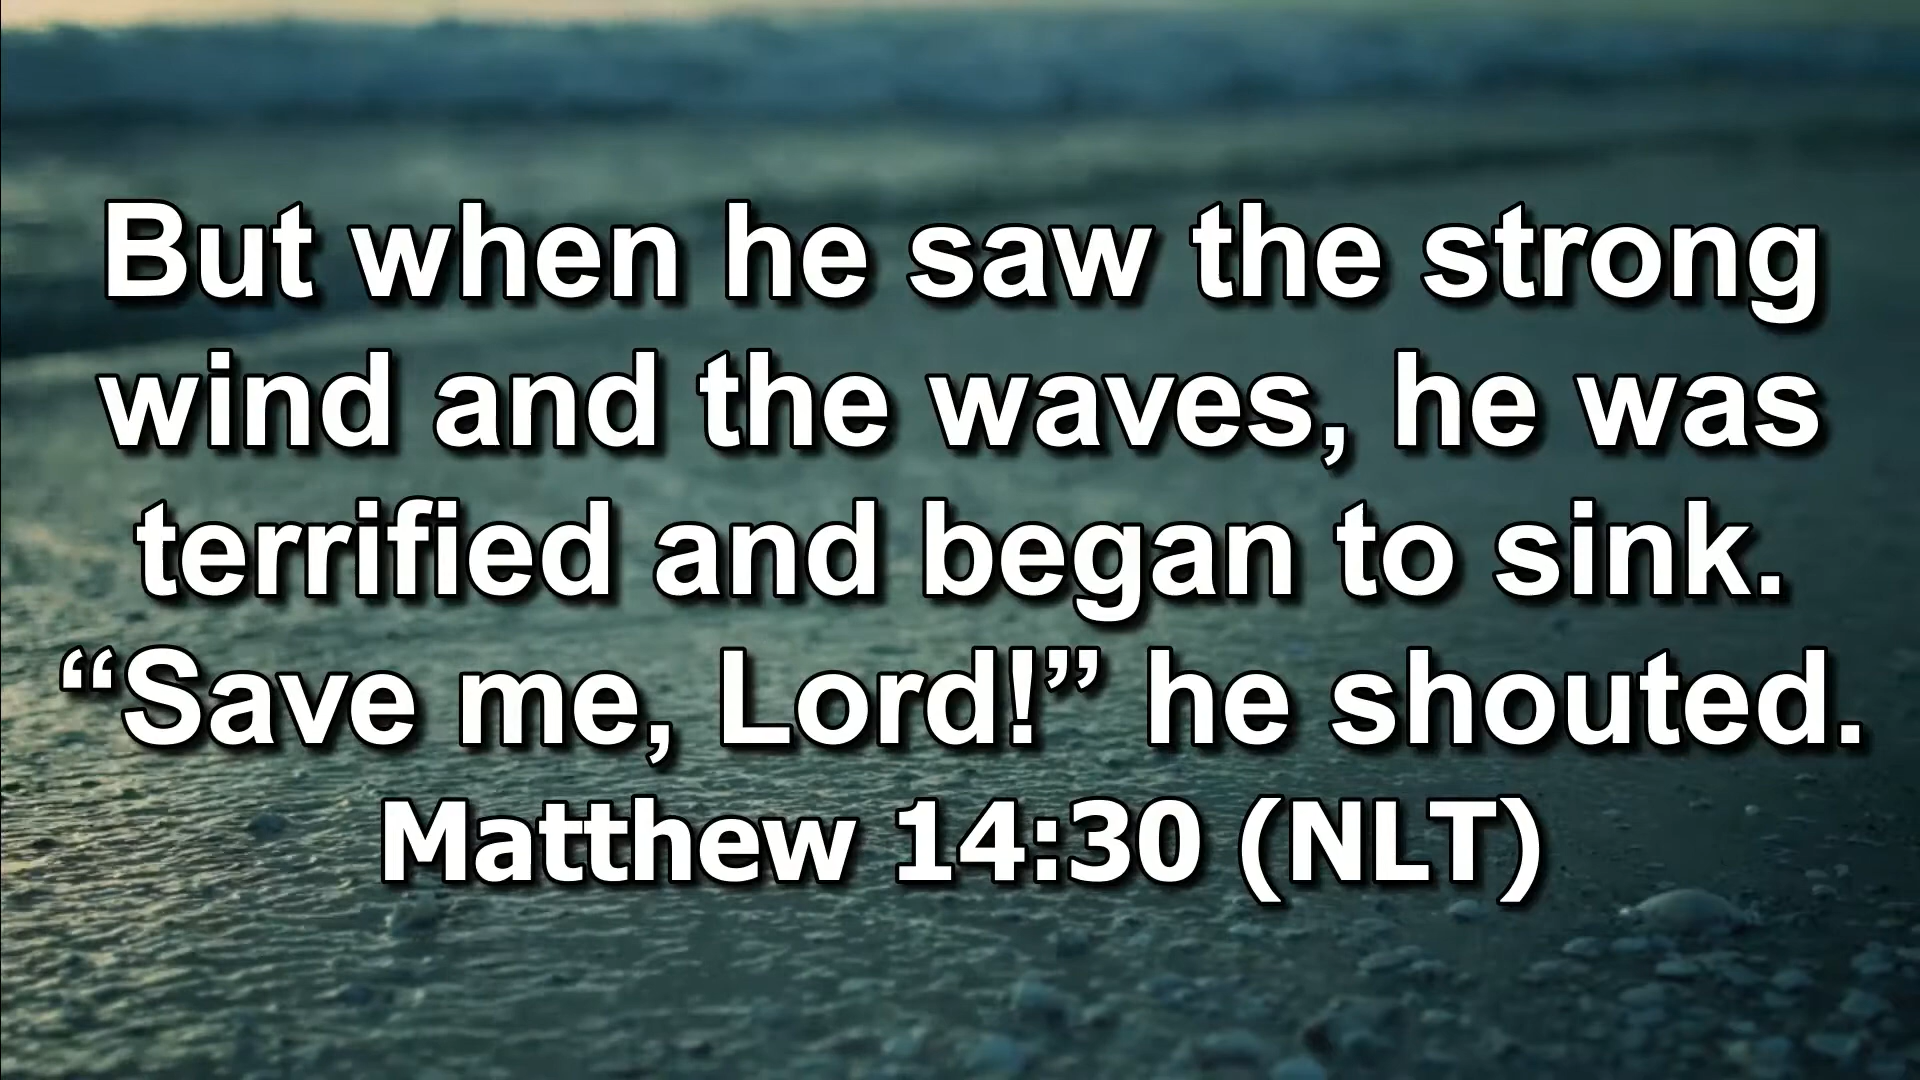 But when he saw the strong
wind and the waves, he was
terrified and began to sink.
“Save me, Lord!” he shouted.
Matthew 14:30 (NLT)